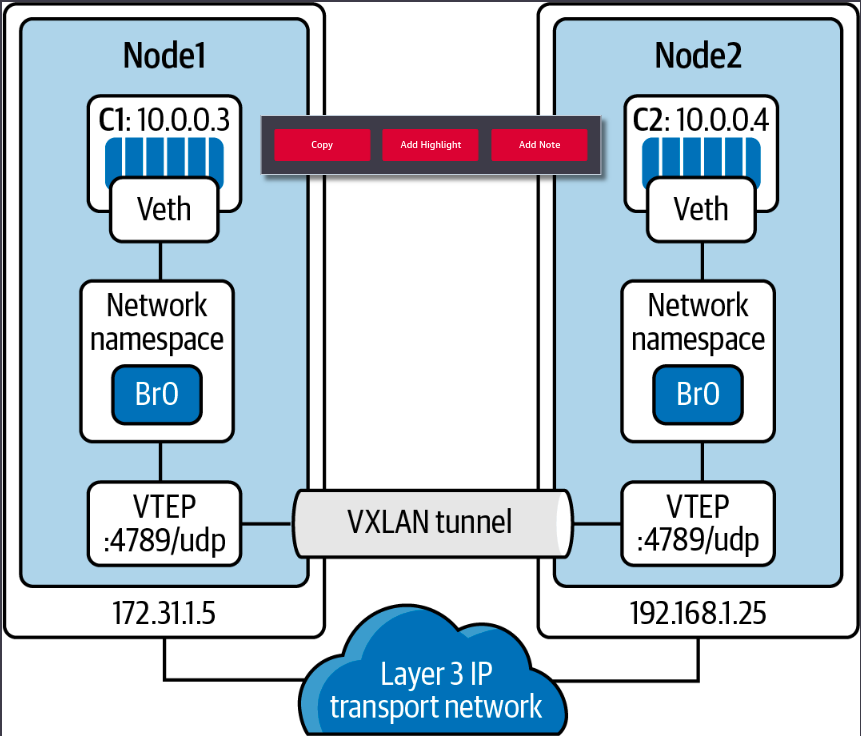 Node1
C1: 10.0.0.3
Veth
Network
namespace
Br0
VTEP
:4789/udp
172.31.1.5
Copy
Add Highlight
Add Note
Node2
C2: 10.0.0.4
Veth
Network
namespace
Br0
VTEP
:4789/udp
192.168.1.25
VXLAN tunnel
Layer 3 IP
transport network